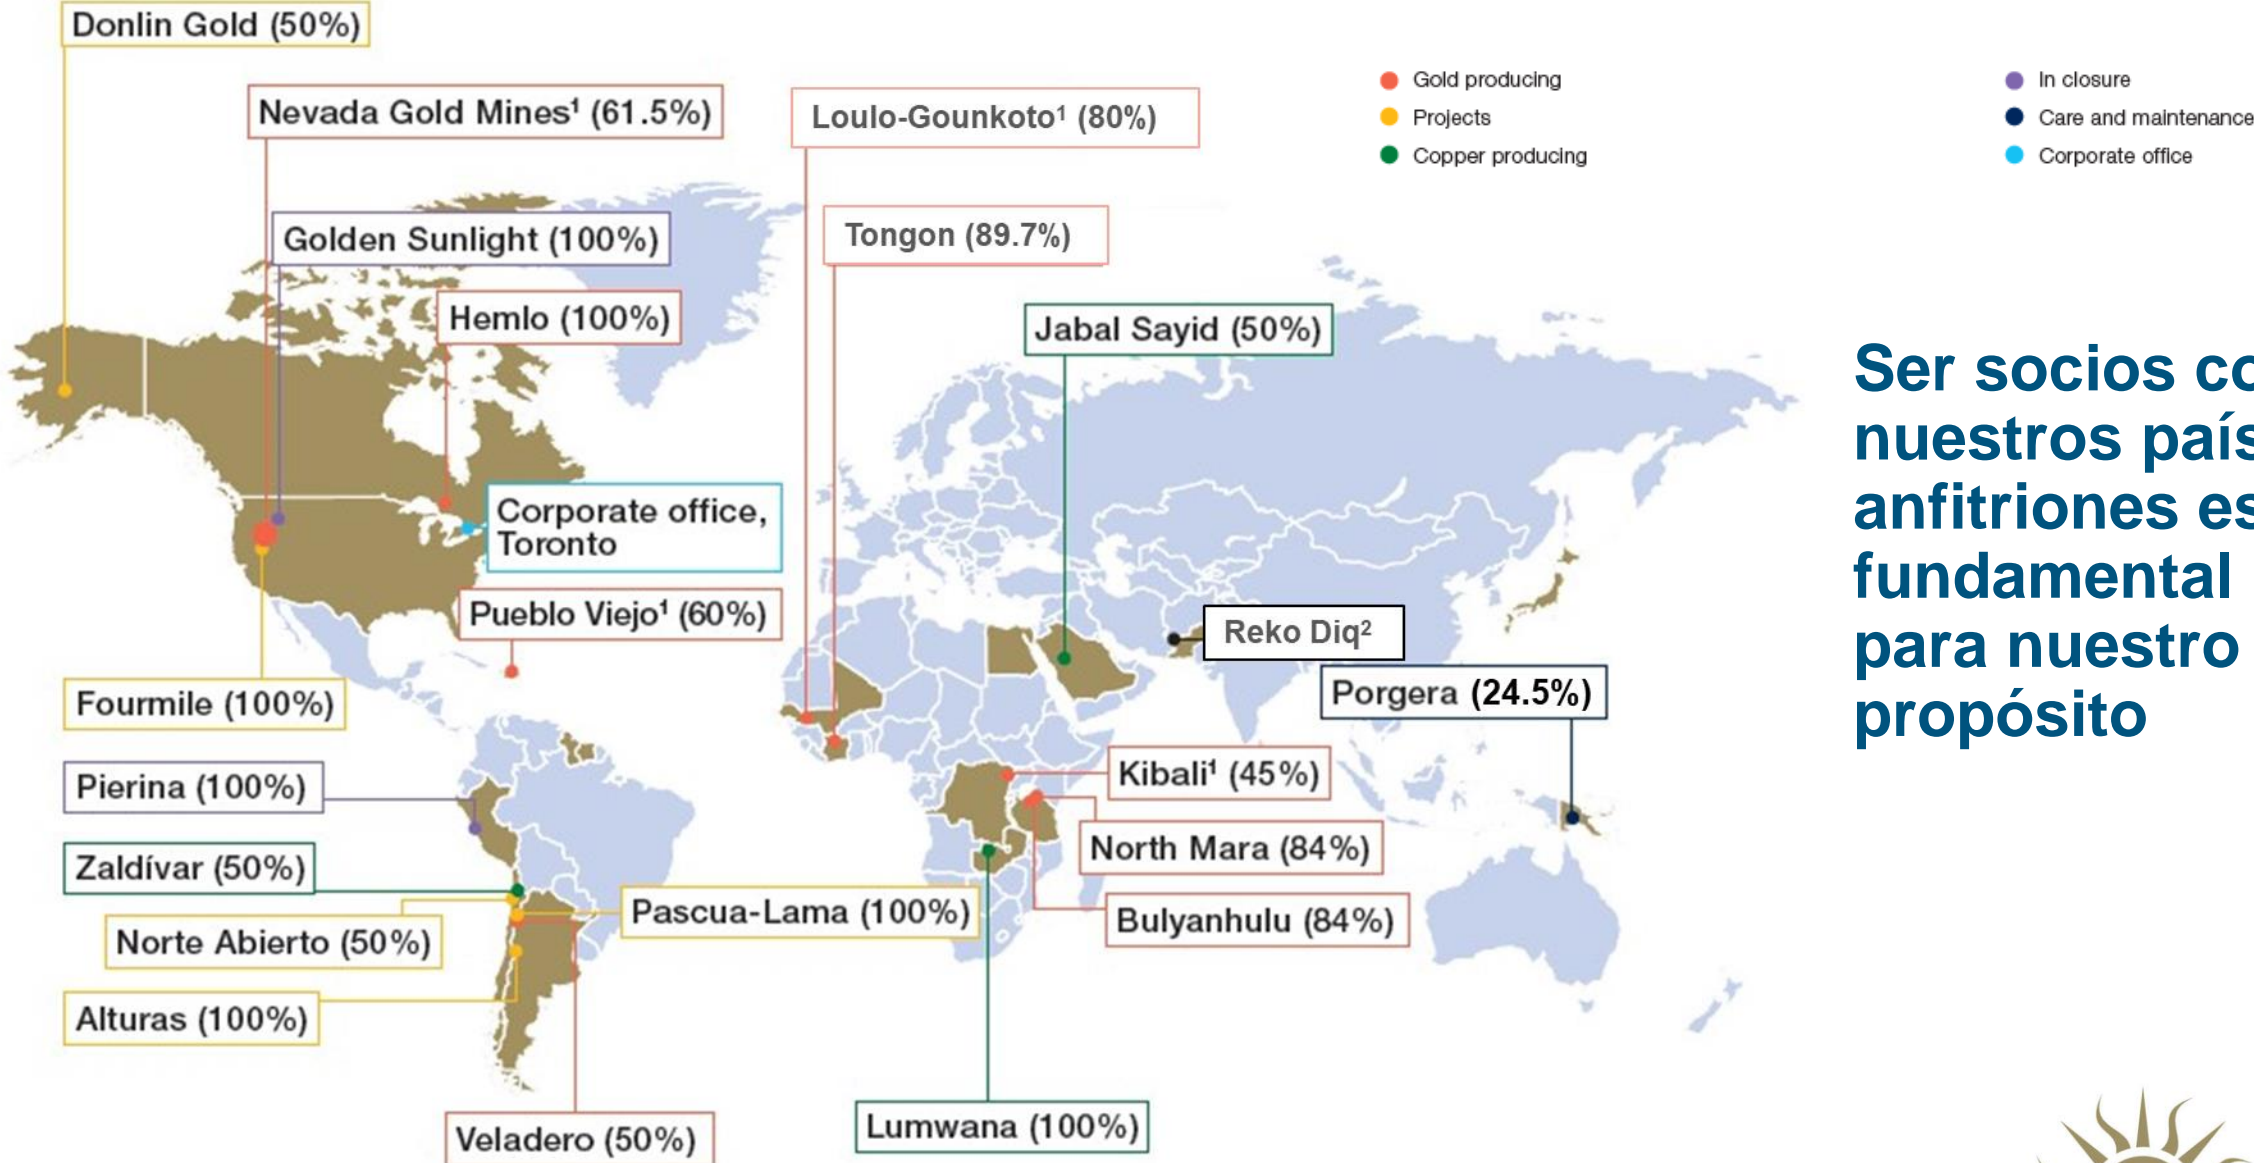 Donlin Gold (50%)
Nevada Gold Mines¹ (61.5%)
Loulo-Gounkoto¹ (80%)
Gold producing
Projects
Copper producing
In closure
Care and maintenance
Corporate office
Golden Sunlight (100%)
Tongon (89.7%)
Hemlo (100%)
Jabal Sayid (50%)
Corporate office,
Toronto
Pueblo Viejo¹ (60%)
Reko Diq²
Porgera (24.5%)
Fourmile (100%)
Pierina (100%)
Kibali¹ (45%)
North Mara (84%)
Zaldívar (50%)
Pascua-Lama (100%)
Bulyanhulu (84%)
Norte Abierto (50%)
Alturas (100%)
Veladero (50%)
Lumwana (100%)
Ser socios
nuestros
anfitriones
fundamental
para nuestro
propósito